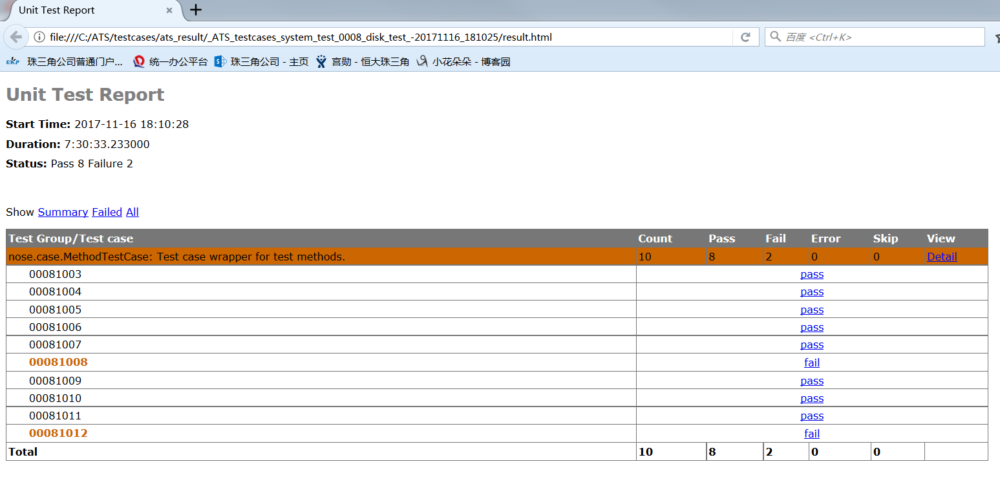 Unit Test Report
file:///C:/ATS/testcases/ats_result/_ATS_testcases_system_test_0008_disk_test_-20171116_181025/result.html 百度 <Ctrl+K>
EKP 珠三角公司普通门户... 统一办公平台 珠三角公司 - 主页 宫勋 - 恒大珠三角 小花朵朵 - 博客园
Unit Test Report
Start Time: 2017-11-16 18:10:28
Duration: 7:30:33.233000
Status: Pass 8 Failure 2
Show Summary Failed All
Test Group/Test case Count Pass Fail Error Skip View
nose.case.MethodTestCase: Test case wrapper for test methods. 10 8 2 0 0 Detail
00081003 pass
00081004 pass
00081005 pass
00081006 pass
00081007 pass
00081008 fail
00081009 pass
00081010 pass
00081011 pass
00081012 fail
Total 10 8 2 0 0